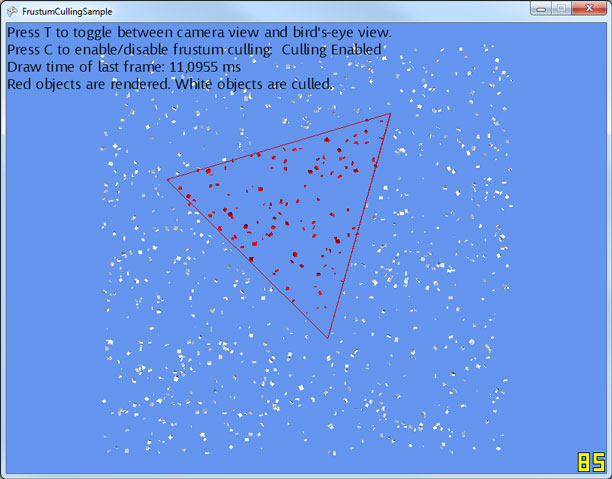 FrustumCullingSample
Press T to toggle between camera view and bird's-eye view.
Press C to enable/disable frustum culling:  Culling Enabled
Draw time of last frame: 11,0955 ms
Red objects are rendered. White objects are culled.
85